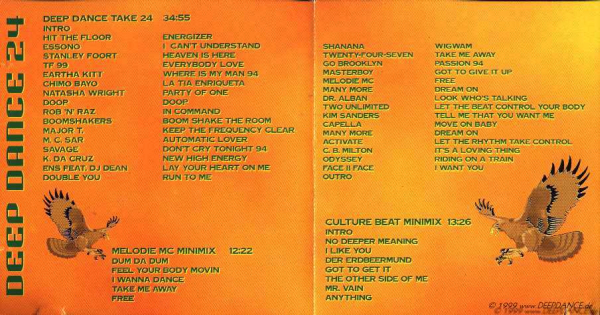 DEEP DANCE 24
DEEP DANCE TAKE 24 34:55
INTRO
HIT THE FLOOR ENERGIZER
ESSONO I CAN'T UNDERSTAND
STANLEY FOORT HEAVEN IS HERE
TF 99 EVERYBODY LOVE
EARTHA KITT WHERE IS MY MAN 94
CHIMO BAYO LA TIA ENRIQUETA
NATASHA WRIGHT PARTY OF ONE
DOOP DOOP
ROB 'N' RAZ IN COMMAND
BOOMSHAKERS BOOM SHAKE THE ROOM
MAJOR T. KEEP THE FREQUENCY CLEAR
M. C. SAR AUTOMATIC LOVER
SAVAGE DON'T CRY TONIGHT 94
K. DA CRUZ NEW HIGH ENERGY
ENS FEAT. DJ DEAN LAY YOUR HEART ON ME
DOUBLE YOU RUN TO ME
MELODIE MC MINIMIX 12:22
DUM DA DUM
FEEL YOUR BODY MOVIN
I WANNA DANCE
TAKE ME AWAY
FREE
SHANANA WIGWAM
TWENTY-FOUR-SEVEN TAKE ME AWAY
GO BROOKLYN PASSION 94
MASTERBOY GOT TO GIVE IT UP
MELODIE MC FREE
MANY MORE DREAM ON
DR. ALBAN LOOK WHO'S TALKING
TWO UNLIMITED LET THE BEAT CONTROL YOUR BODY
KIM SANDERS TELL ME THAT YOU WANT ME
CAPELLA MOVE ON BABY
MANY MORE DREAM ON
ACTIVATE LET THE RHYTHM TAKE CONTROL
C. B. MILTON IT'S A LOVING THING
ODYSSEY RIDING ON A TRAIN
FACE II FACE I WANT YOU
OUTRO
CULTURE BEAT MINIMIX 13:26
INTRO
NO DEEPER MEANING
I LIKE YOU
DER ERDBEERMUND
GOT TO GET IT
THE OTHER SIDE OF ME
MR. VAIN
ANYTHING
© 1999 www.DEEPDANCE.de